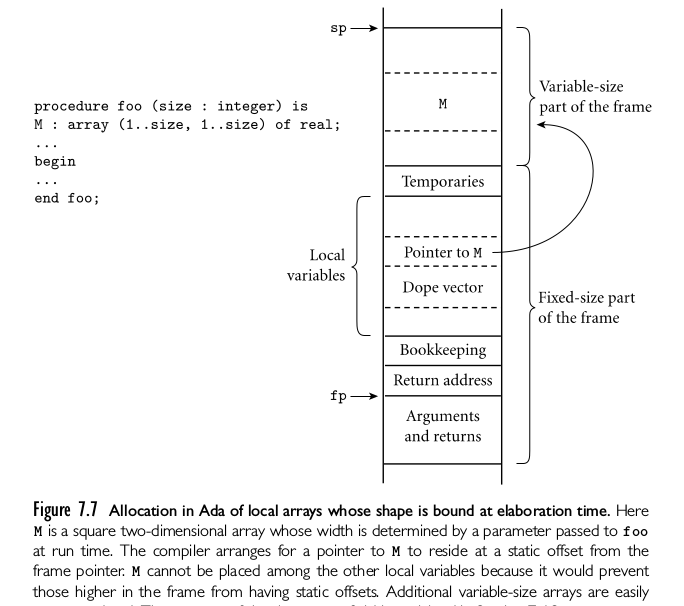 procedure foo (size : integer) is
M : array (1..size, 1..size) of real;
...
begin
...
end foo;
sp
M
Variable-size
part of the frame
Temporaries
Local
variables
Pointer to M
Dope vector
Fixed-size part
of the frame
Bookkeeping
Return address
fp
Arguments
and returns
Figure 7.7 Allocation in Ada of local arrays whose shape is bound at elaboration time. Here
M is a square two-dimensional array whose width is determined by a parameter passed to foo
at run time. The compiler arranges for a pointer to M to reside at a static offset from the
frame pointer. M cannot be placed among the other local variables because it would prevent
those higher in the frame from having static offsets. Additional variable-size arrays are easily